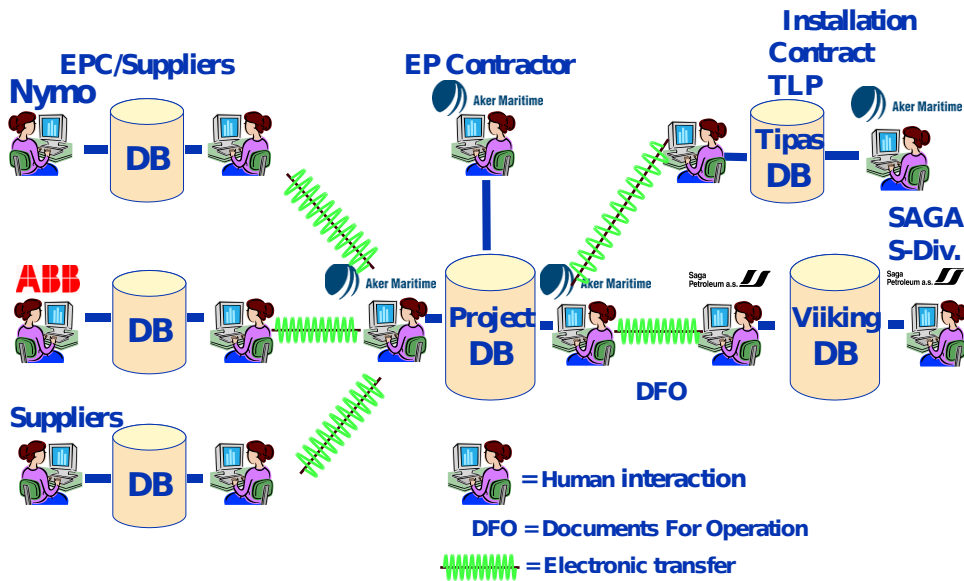 EPC/Suppliers
Nymo
DB
EP Contractor
Aker Maritime
Installation
Contract
TLP
Tipas
DB
Aker Maritime
ABB
DB
Aker Maritime
Project
DB
Aker Maritime
Saga
Petroleum a.s.
DFO
SAGA
S-Div.
Saga
Petroleum a.s.
Viiking
DB
Suppliers
DB
= Human interaction
DFO = Documents For Operation
= Electronic transfer